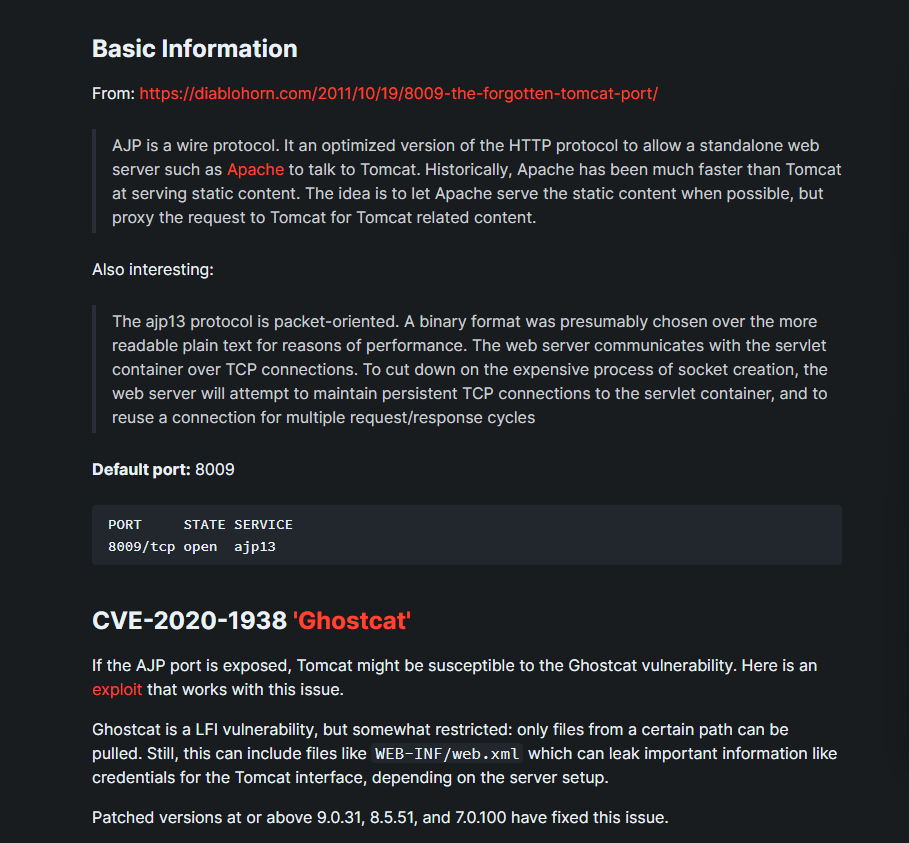 Basic Information
From: https://diablohorn.com/2011/10/19/8009-the-forgotten-tomcat-port/
AJP is a wire protocol. It an optimized version of the HTTP protocol to allow a standalone web
server such as Apache to talk to Tomcat. Historically, Apache has been much faster than Tomcat
at serving static content. The idea is to let Apache serve the static content when possible, but
proxy the request to Tomcat for Tomcat related content.
Also interesting:
The ajp13 protocol is packet-oriented. A binary format was presumably chosen over the more
readable plain text for reasons of performance. The web server communicates with the servlet
container over TCP connections. To cut down on the expensive process of socket creation, the
web server will attempt to maintain persistent TCP connections to the servlet container, and to
reuse a connection for multiple request/response cycles
Default port: 8009
PORT     STATE SERVICE
8009/tcp open  ajp13
CVE-2020-1938 'Ghostcat'
If the AJP port is exposed, Tomcat might be susceptible to the Ghostcat vulnerability. Here is an
exploit that works with this issue.
Ghostcat is a LFI vulnerability, but somewhat restricted: only files from a certain path can be
pulled. Still, this can include files like WEB-INF/web.xml which can leak important information like
credentials for the Tomcat interface, depending on the server setup.
Patched versions at or above 9.0.31, 8.5.51, and 7.0.100 have fixed this issue.